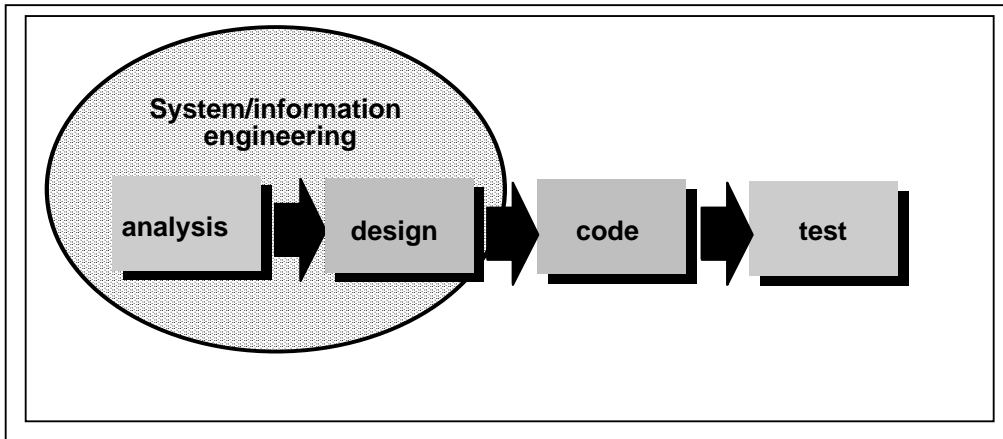 System/information
engineering
analysis
design
code
test